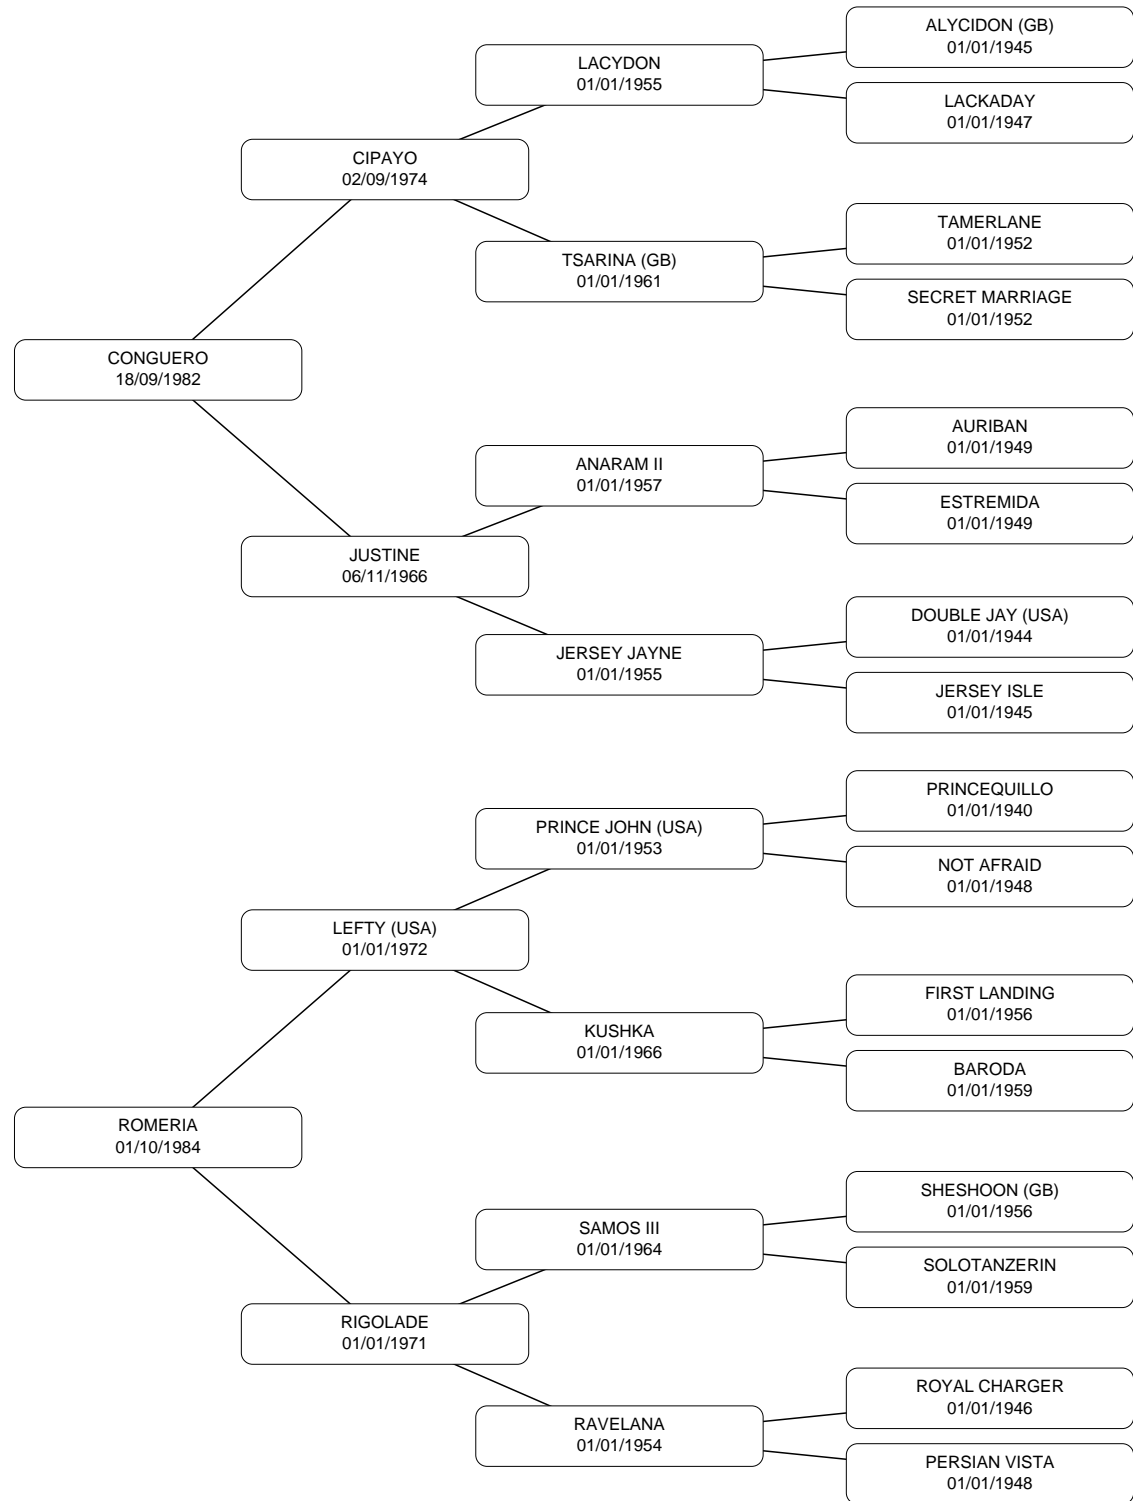 ALYCIDON (GB)
01/01/1945
LACYDON
01/01/1955
LACKADAY
01/01/1947
CIPAYO
02/09/1974
TAMERLANE
01/01/1952
TSARINA (GB)
01/01/1961
SECRET MARRIAGE
01/01/1952
CONGUERO
18/09/1982
AURIBAN
01/01/1949
ANARAM II
01/01/1957
ESTREMIDA
01/01/1949
JUSTINE
06/11/1966
DOUBLE JAY (USA)
01/01/1944
JERSEY JAYNE
01/01/1955
JERSEY ISLE
01/01/1945
PRINCEQUILLO
01/01/1940
PRINCE JOHN (USA)
01/01/1953
NOT AFRAID
01/01/1948
LEFTY (USA)
01/01/1972
FIRST LANDING
01/01/1956
KUSHKA
01/01/1966
BARODA
01/01/1959
ROMERIA
01/10/1984
SHESHOON (GB)
01/01/1956
SAMOS III
01/01/1964
SOLOTANZERIN
01/01/1959
RIGOLADE
01/01/1971
ROYAL CHARGER
01/01/1946
RAVELANA
01/01/1954
PERSIAN VISTA
01/01/1948